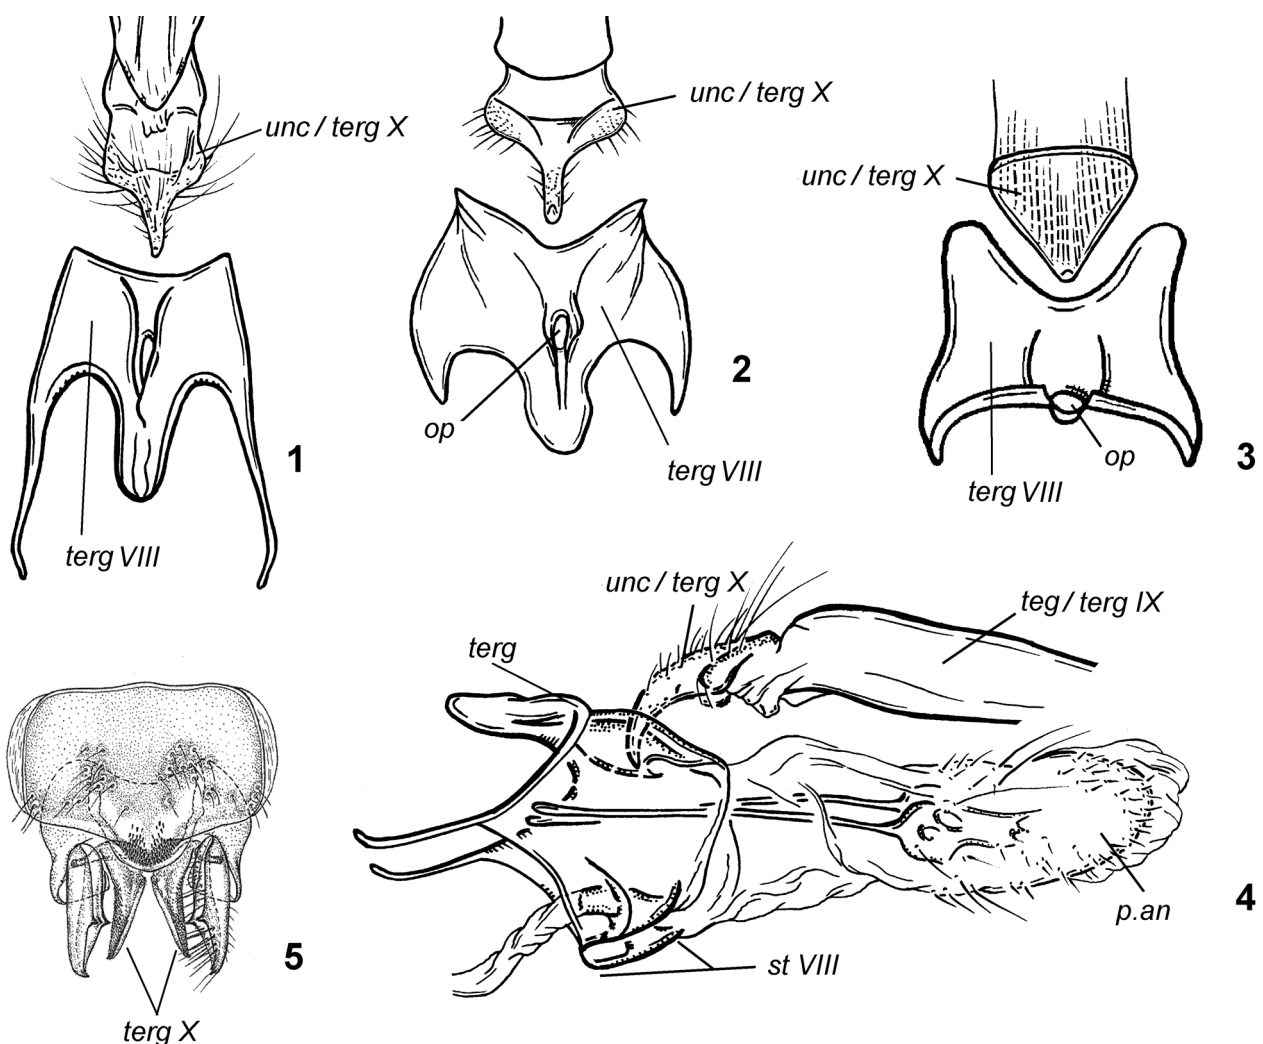 unc / terg X
terg VIII
1
unc / terg X
op
terg VIII
2
unc / terg X
op
terg VIII
3
unc / terg X
teg / terg IX
terg
p.an
st VIII
4
terg X
5